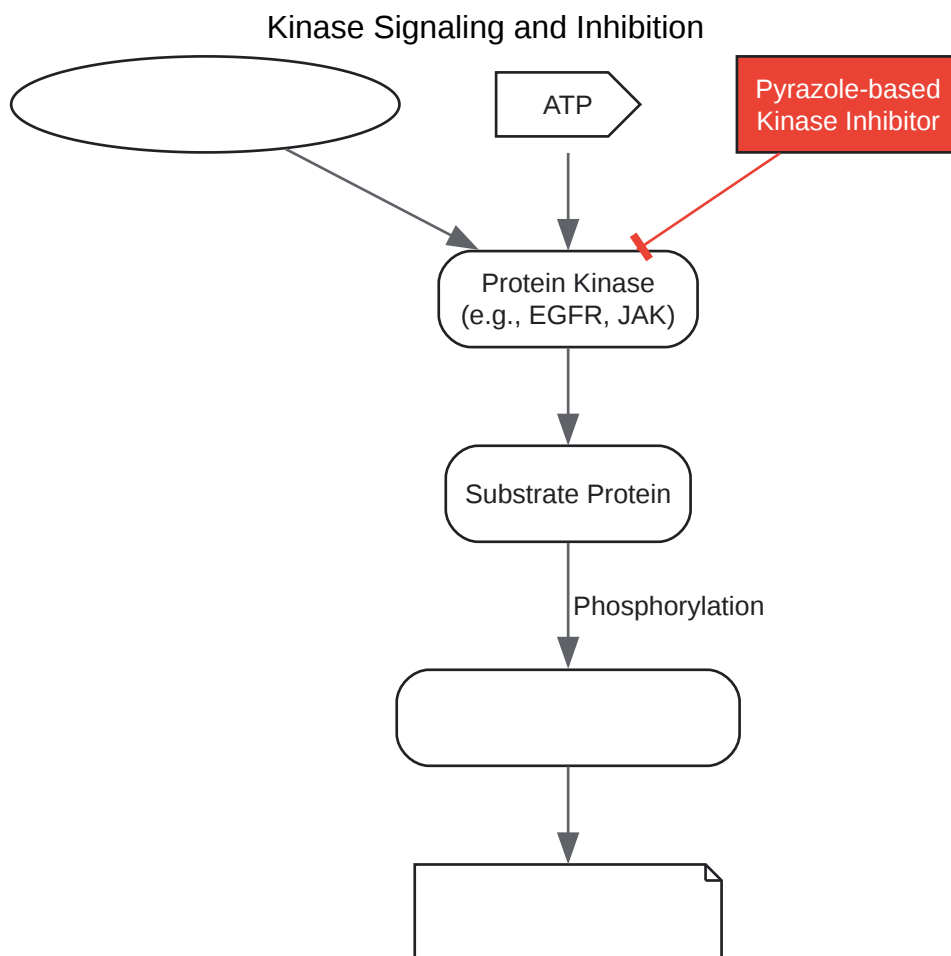 Kinase Signaling and Inhibition
ATP
Pyrazole-based
Kinase Inhibitor
Protein Kinase
(e.g., EGFR, JAK)
Substrate Protein
Phosphorylation